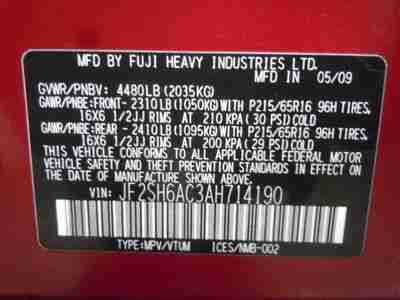 MFD BY FUJI HEAVY INDUSTRIES LTD.
MFD IN 05/09
GVWR/PNBV: 4480LB (2035KG)
GAWR/PNBE: FRONT- 2310LB (1050KG) WITH P215/65R16 96H TIRES,
16X6 1/2JJ RIMS, AT 210 KPA (30 PSI) COLD
GAWR/PNBE: REAR - 2410LB (1095KG) WITH P215/65R16 96H TIRES,
16X6 1/2JJ RIMS, AT 200 KPA (29 PSI) COLD
THIS VEHICLE CONFORMS TO ALL APPLICABLE FEDERAL
MOTOR VEHICLE SAFETY, BUMPER, AND THEFT
PREVENTION STANDARDS IN EFFECT ON THE DATE OF
MANUFACTURE SHOWN ABOVE.
VIN: JF2SH6AC3AH714190
TYPE:MPV/VTUM ICES/NMB-002